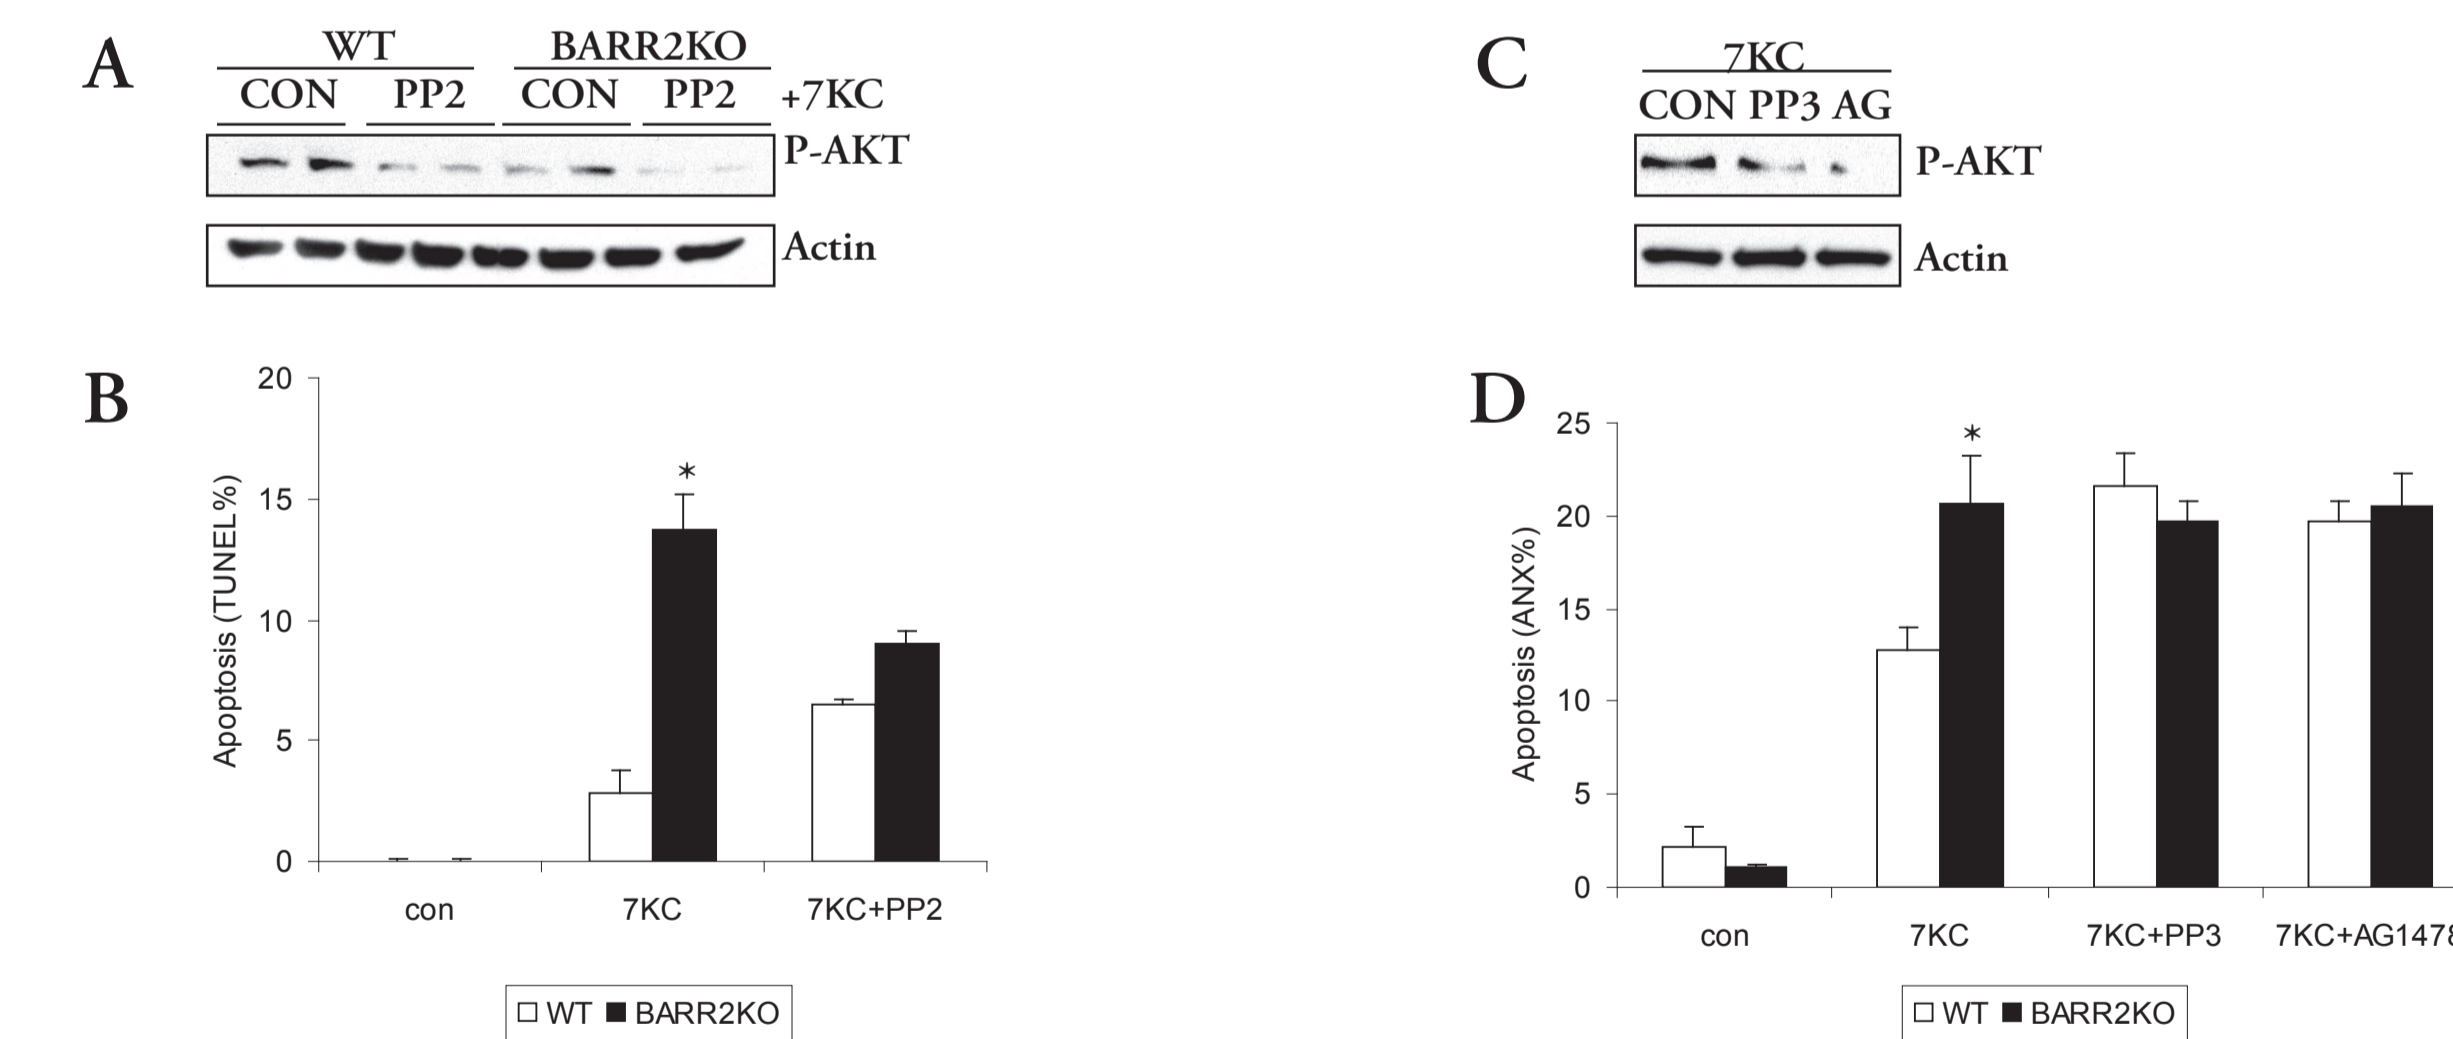 A
WT BARR2KO
CON PP2 CON PP2 +7KC
P-AKT
Actin
B
20
15
10
5
0
Apoptosis (TUNEL%)
*
con 7KC 7KC+PP2
WT BARR2KO
C
7KC
CON PP3 AG
P-AKT
Actin
D
25
20
15
10
5
0
Apoptosis (ANX%)
*
con 7KC 7KC+PP3 7KC+AG1478
WT BARR2KO